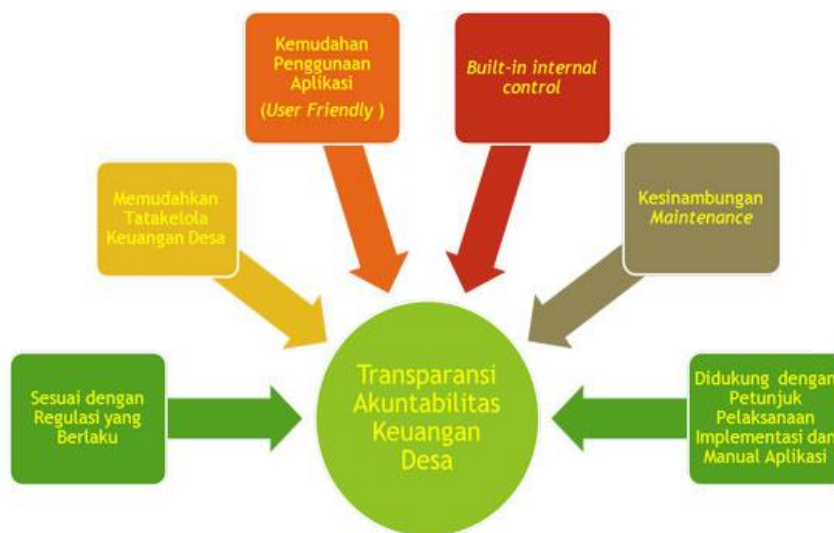 Kemudahan
Penggunaan
Aplikasi
(User Friendly )
Built-in internal
control
Memudahkan
Tatakelola
Keuangan Desa
Kesinambungan
Maintenance
Sesuai dengan
Regulasi yang
Berlaku
Transparansi
Akuntabilitas
Keuangan
Desa
Didukung dengan
Petunjuk
Pelaksanaan
Implementasi dan
Manual Aplikasi